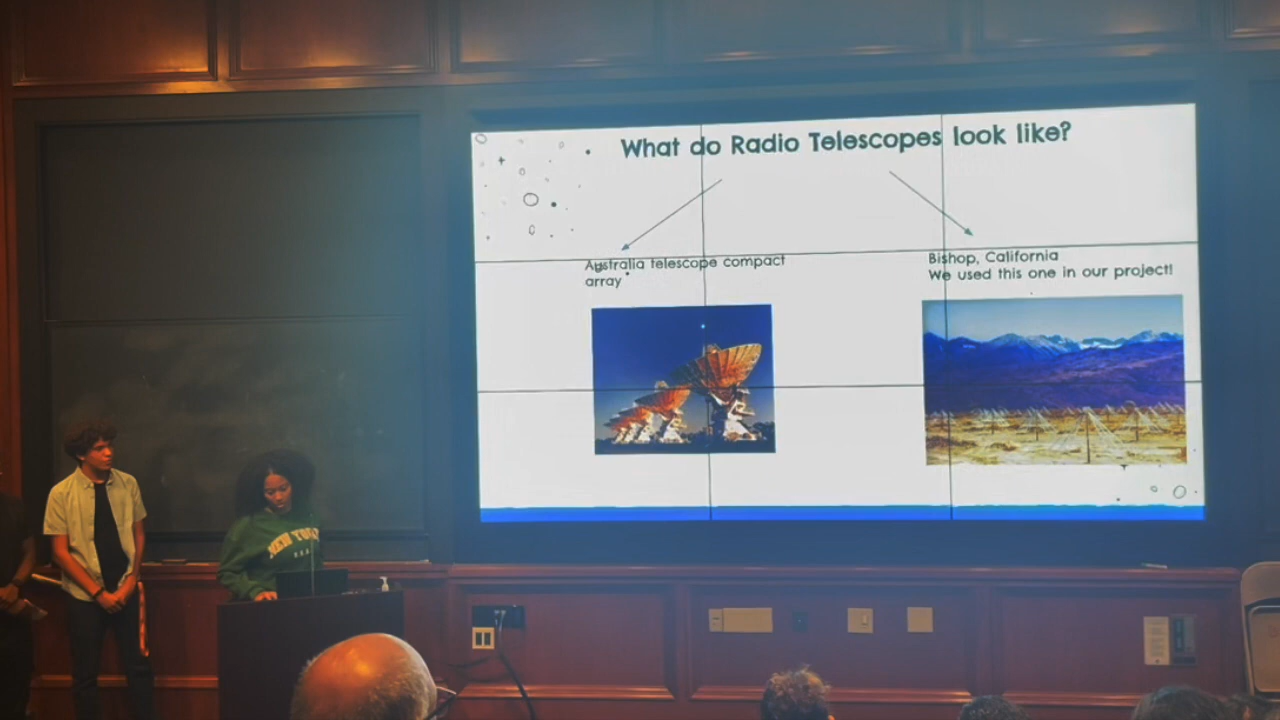 What do Radio Telescopes look like?
Australia telescope compact
array
Bishop, California
We used this one in our project!
NEW YORK